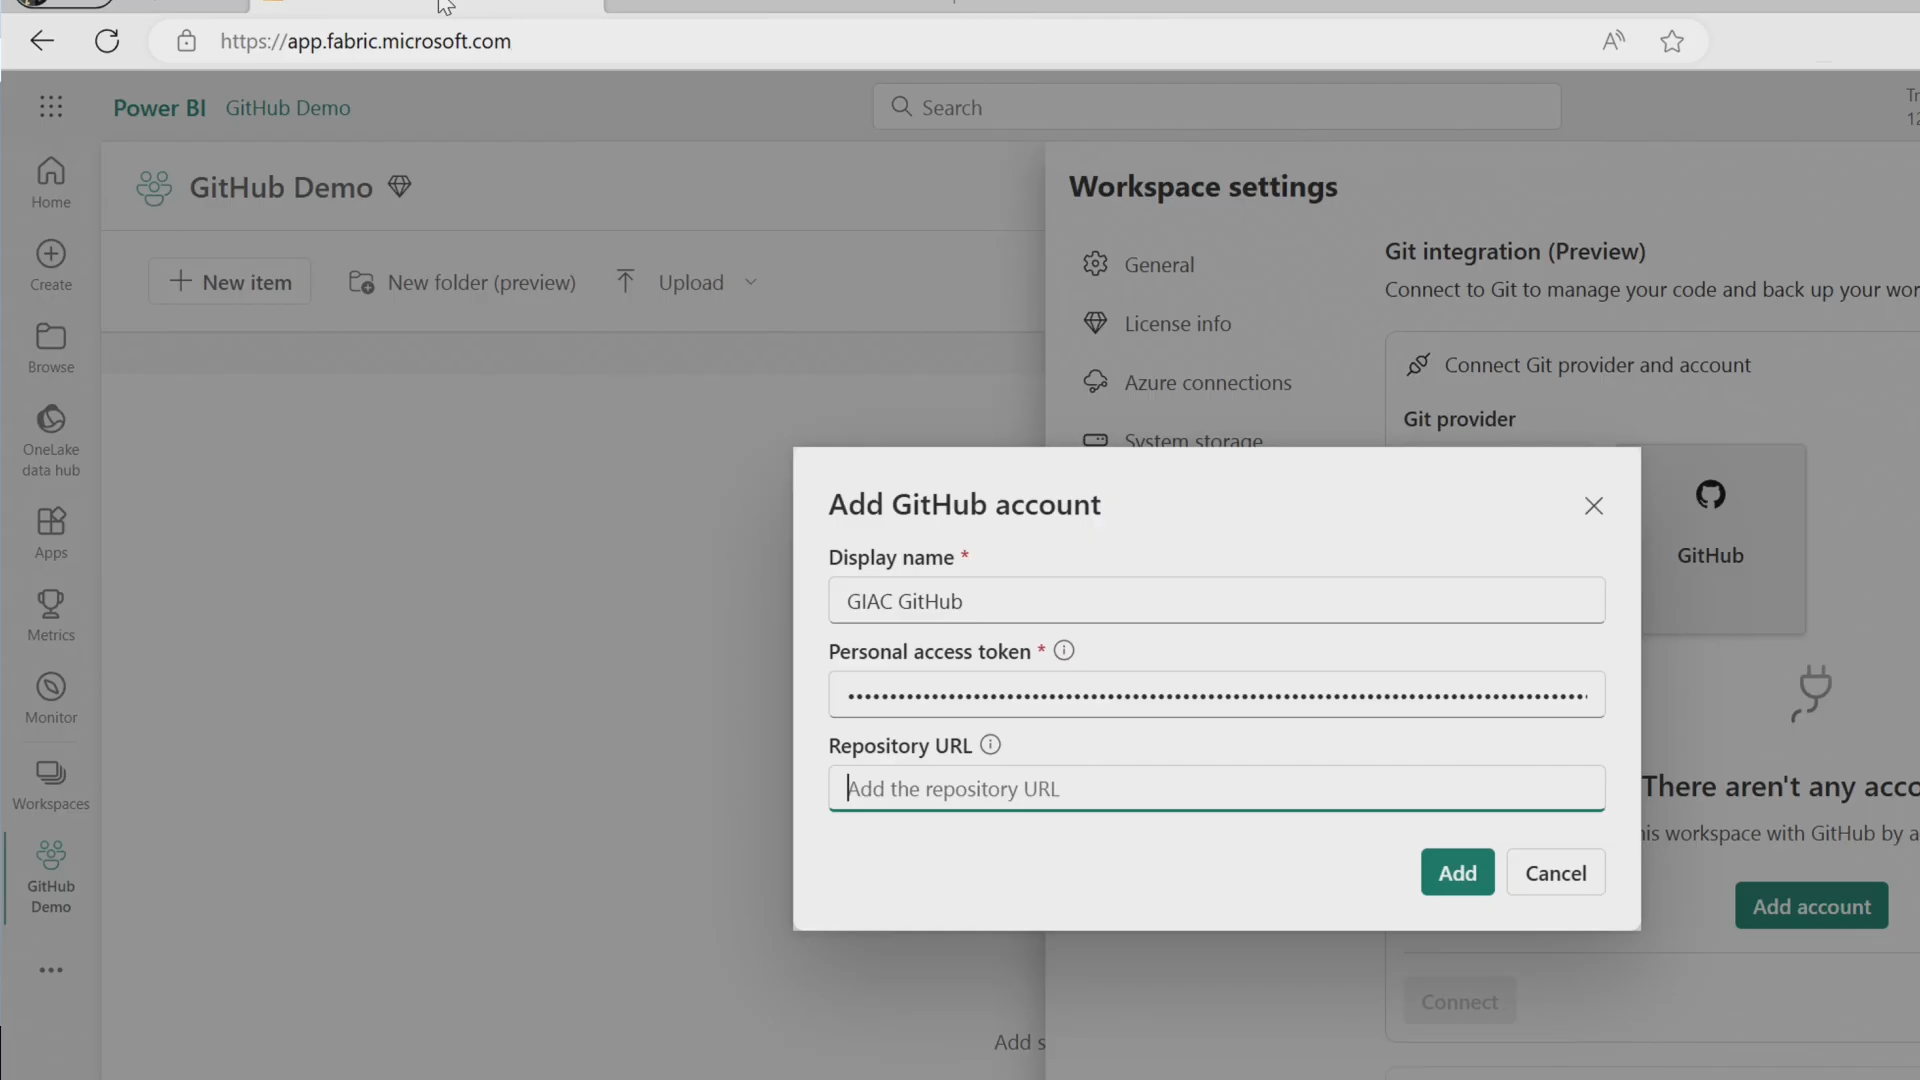 https://app.fabric.microsoft.com
Power BI GitHub Demo
Search
Home
Create
Browse
OneLake
data hub
Apps
Metrics
Monitor
Workspaces
GitHub
Demo
GitHub Demo
New item
New folder (preview)
Upload
Workspace settings
General
License info
Azure connections
System storage
Git integration (Preview)
Connect to Git to manage your code and back up your
Connect Git provider and account
Git provider
GitHub
There aren't any
workspace with GitHub by
Add account
Connect
Add
Add GitHub account
Display name *
GIAC GitHub
Personal access token *
Repository URL
Add the repository URL
Add
Cancel